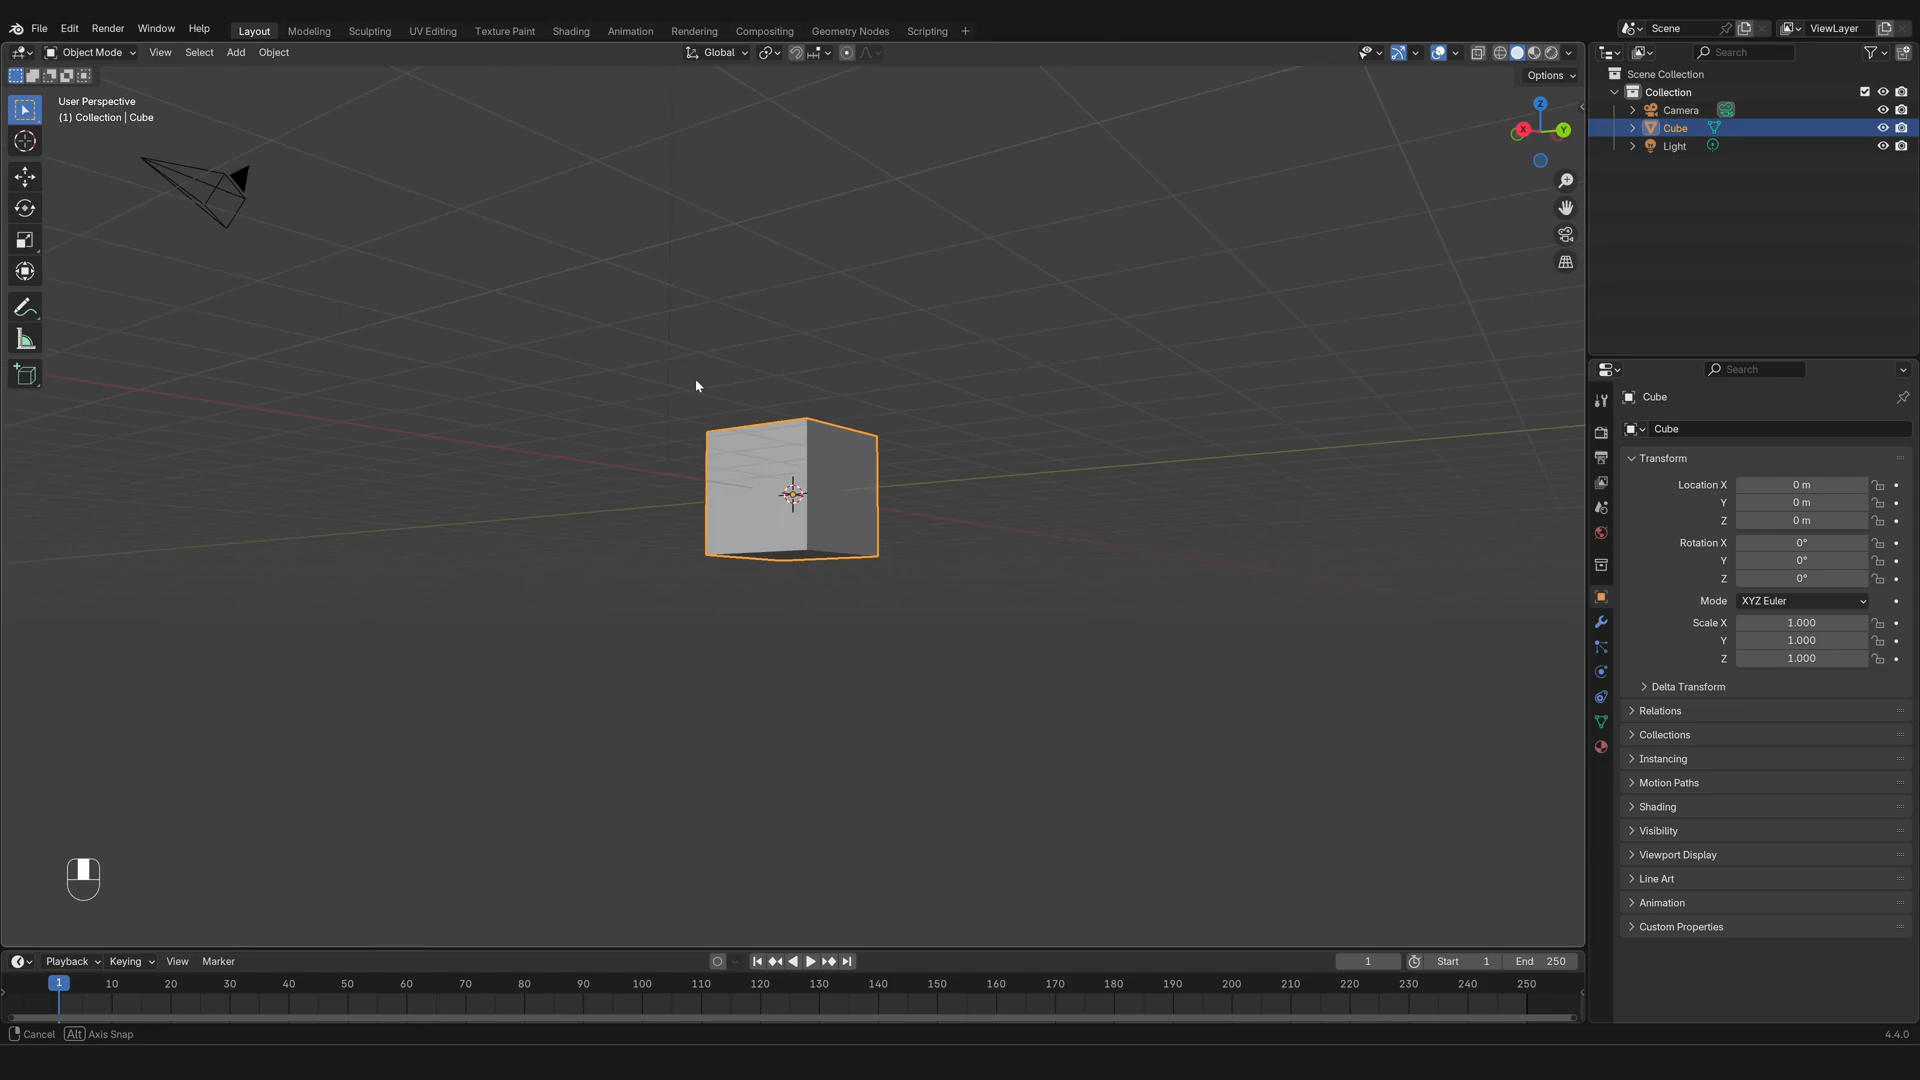 File Edit Render Window Help Layout Modeling Sculpting UV Editing Texture Paint Shading Animation Rendering Compositing Geometry Nodes Scripting + Scene ViewLayer
Object Mode View Select Add Object Global Search
Options
User Perspective
(1) Collection | Cube
Z
X Y
Scene Collection
Collection
Camera
Cube
Light
Search
Cube
Cube
Transform
Location X 0 m
Y 0 m
Z 0 m
Rotation X 0°
Y 0°
Z 0°
Mode XYZ Euler
Scale X 1.000
Y 1.000
Z 1.000
Delta Transform
Relations
Collections
Instancing
Motion Paths
Shading
Visibility
Viewport Display
Line Art
Animation
Custom Properties
Playback Keying View Marker 1 Start 1 End 250
1 10 20 30 40 50 60 70 80 90 100 110 120 130 140 150 160 170 180 190 200 210 220 230 240 250
Cancel Alt Axis Snap 4.4.0